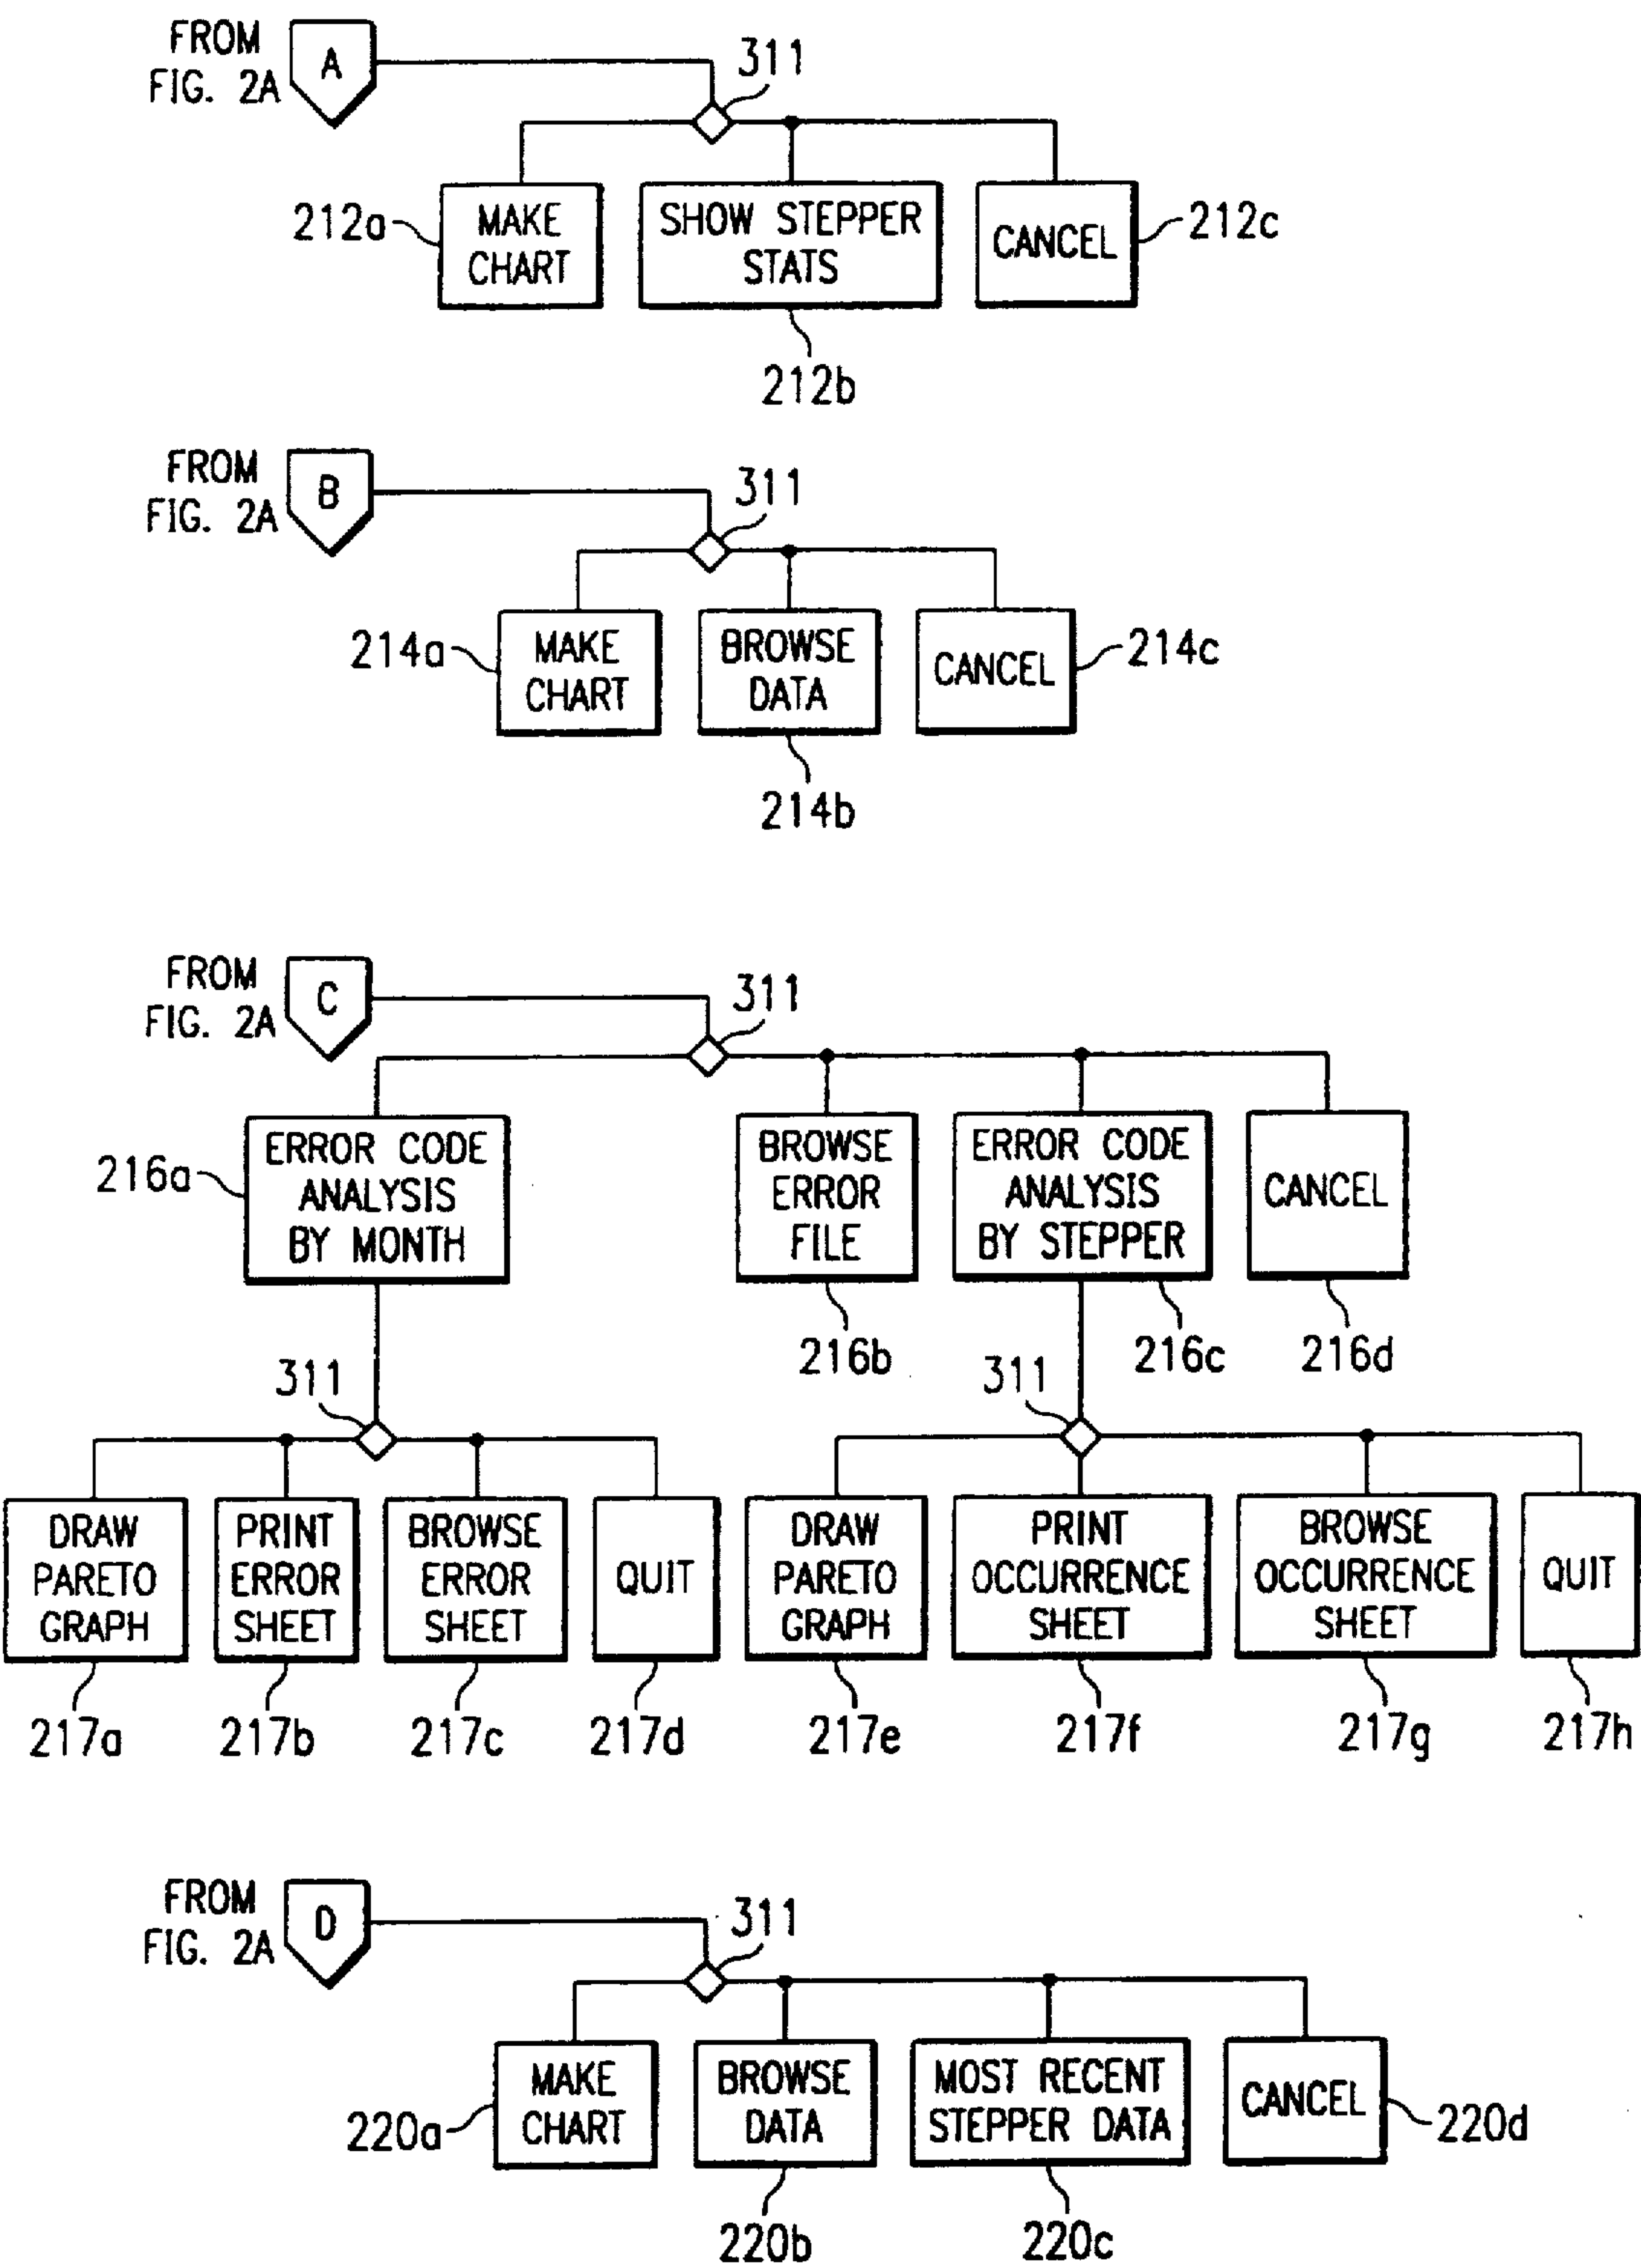 FROM
FIG. 2A
A
311
212a
MAKE
CHART
SHOW STEPPER
STATS
CANCEL
212c
212b
FROM
FIG. 2A
B
311
214a
MAKE
CHART
BROWSE
DATA
CANCEL
214c
214b
FROM
FIG. 2A
C
311
216a
ERROR CODE
ANALYSIS
BY MONTH
BROWSE
ERROR
FILE
ERROR CODE
ANALYSIS
BY STEPPER
CANCEL
216b
216c
216d
311
311
DRAW
PARETO
GRAPH
PRINT
ERROR
SHEET
BROWSE
ERROR
SHEET
QUIT
DRAW
PARETO
GRAPH
PRINT
OCCURRENCE
SHEET
BROWSE
OCCURRENCE
SHEET
QUIT
217a
217b
217c
217d
217e
217f
217g
217h
FROM
FIG. 2A
D
311
220a
MAKE
CHART
BROWSE
DATA
MOST RECENT
STEPPER DATA
CANCEL
220d
220b
220c